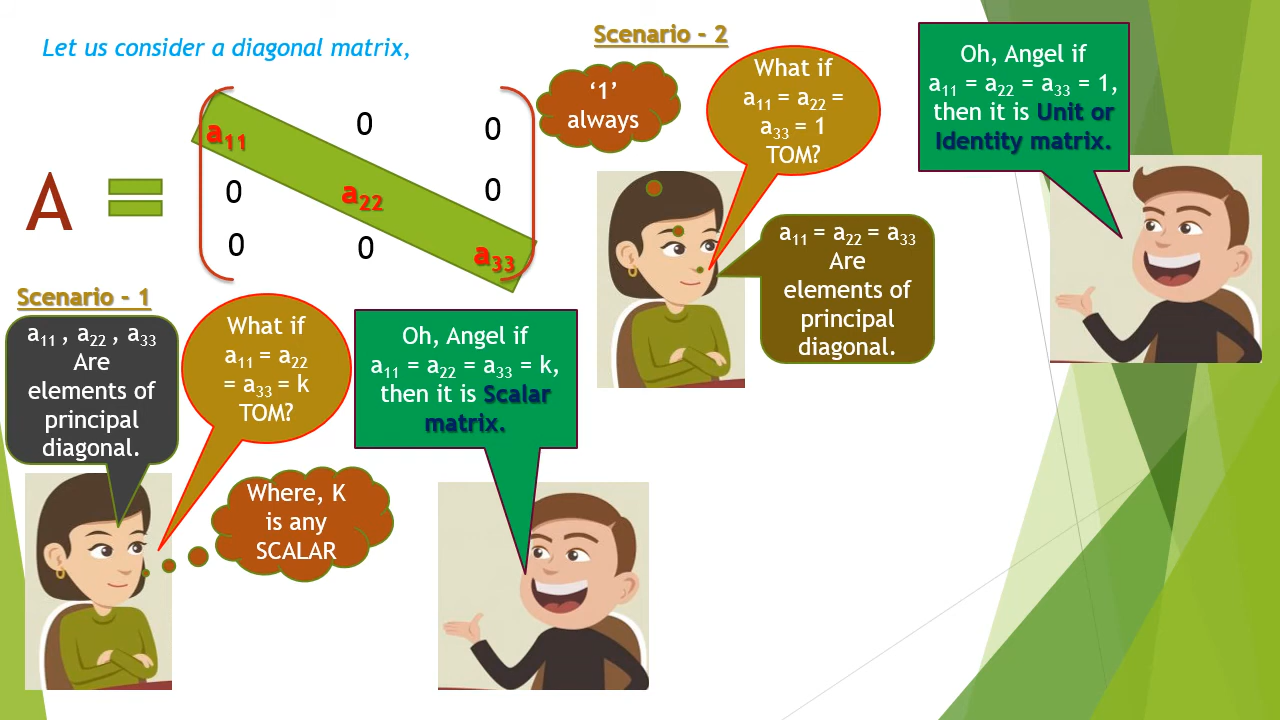 Let us consider a diagonal matrix,
A =
a₁₁ 0 0
0 a₂₂ 0
0 0 a₃₃
Scenario - 1
a₁₁ , a₂₂ , a₃₃
Are
elements of
principal
diagonal.
What if
a₁₁ = a₂₂
= a₃₃ = k
TOM?
Where, K
is any
SCALAR
Oh, Angel if
a₁₁ = a₂₂ = a₃₃ = k,
then it is Scalar
matrix.
Scenario - 2
‘1’
always
What if
a₁₁ = a₂₂ =
a₃₃ = 1
TOM?
a₁₁ = a₂₂ = a₃₃
Are
elements of
principal
diagonal.
Oh, Angel if
a₁₁ = a₂₂ = a₃₃ = 1,
then it is Unit or
Identity matrix.